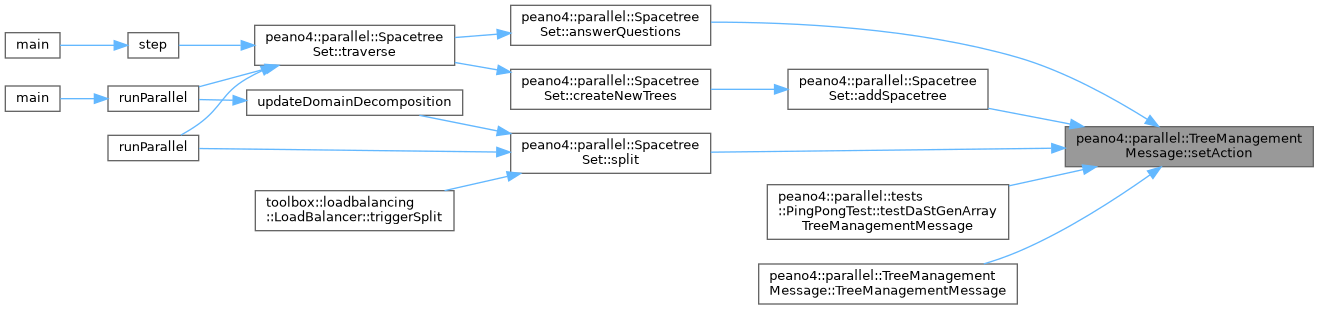 main
step
peano4::parallel::Spacetree
Set::traverse
peano4::parallel::Spacetree
Set::answerQuestions
main
runParallel
updateDomainDecomposition
peano4::parallel::Spacetree
Set::createNewTrees
peano4::parallel::Spacetree
Set::addSpacetree
runParallel
peano4::parallel::Spacetree
Set::split
peano4::parallel::TreeManagement
Message::setAction
toolbox::loadbalancing
::LoadBalancer::triggerSplit
peano4::parallel::tests
::PingPongTest::testDaStGenArray
TreeManagementMessage
peano4::parallel::TreeManagement
Message::TreeManagementMessage